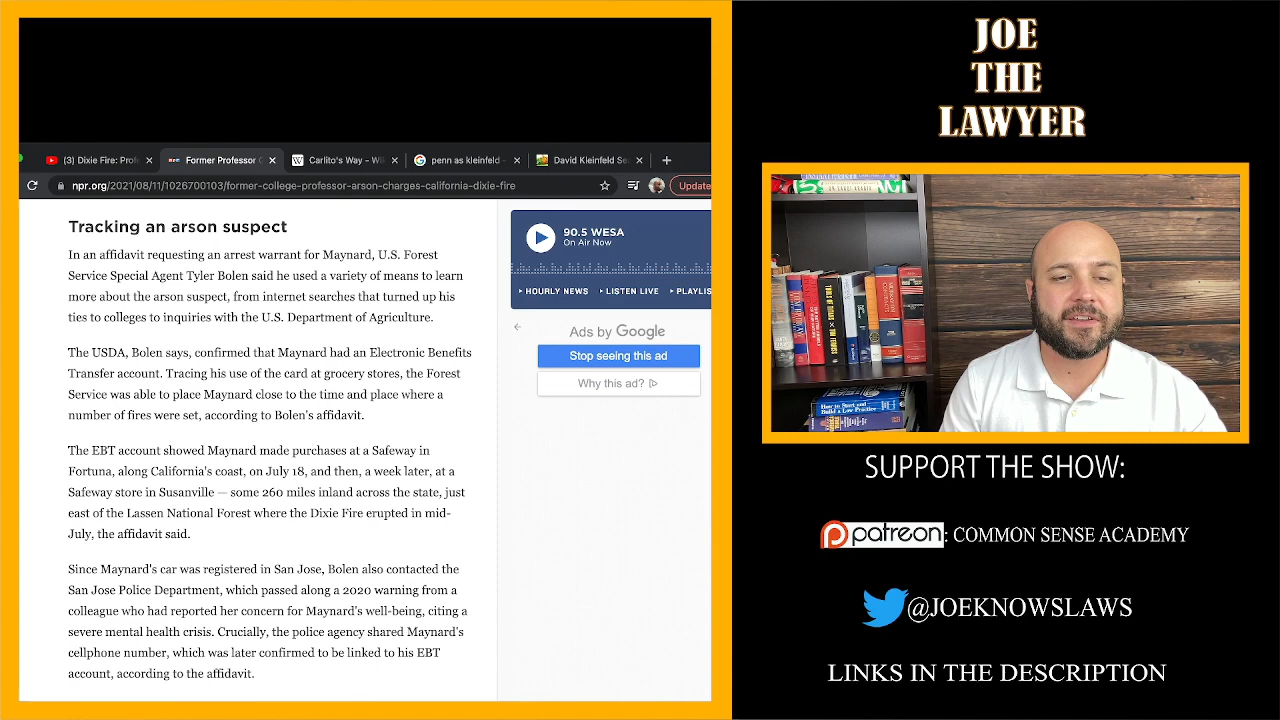 (3) Dixie Fire: Prof
Former Professor C
Carlito's Way - Wi
penn as kleinfeld -
David Kleinfeld Se
npr.org/2021/08/11/1026700103/former-college-professor-arson-charges-california-dixie-fire
Update
Tracking an arson suspect
In an affidavit requesting an arrest warrant for Maynard, U.S. Forest
Service Special Agent Tyler Bolen said he used a variety of means to learn
more about the arson suspect, from internet searches that turned up his
ties to colleges to inquiries with the U.S. Department of Agriculture.
The USDA, Bolen says, confirmed that Maynard had an Electronic Benefits
Transfer account. Tracing his use of the card at grocery stores, the Forest
Service was able to place Maynard close to the time and place where a
number of fires were set, according to Bolen's affidavit.
The EBT account showed Maynard made purchases at a Safeway in
Fortuna, along California's coast, on July 18, and then, a week later, at a
Safeway store in Susanville — some 260 miles inland across the state, just
east of the Lassen National Forest where the Dixie Fire erupted in mid-
July, the affidavit said.
Since Maynard's car was registered in San Jose, Bolen also contacted the
San Jose Police Department, which passed along a 2020 warning from a
colleague who had reported her concern for Maynard's well-being, citing a
severe mental health crisis. Crucially, the police agency shared Maynard's
cellphone number, which was later confirmed to be linked to his EBT
account, according to the affidavit.
90.5 WESA
On Air Now
HOURLY NEWS
LISTEN LIVE
PLAYLIS
Ads by Google
Stop seeing this ad
Why this ad?
JOE
THE
LAWYER
How to Start and
Build a Law Practice
SUPPORT THE SHOW:
patreon: COMMON SENSE ACADEMY
@JOEKNOWSLAWS
LINKS IN THE DESCRIPTION